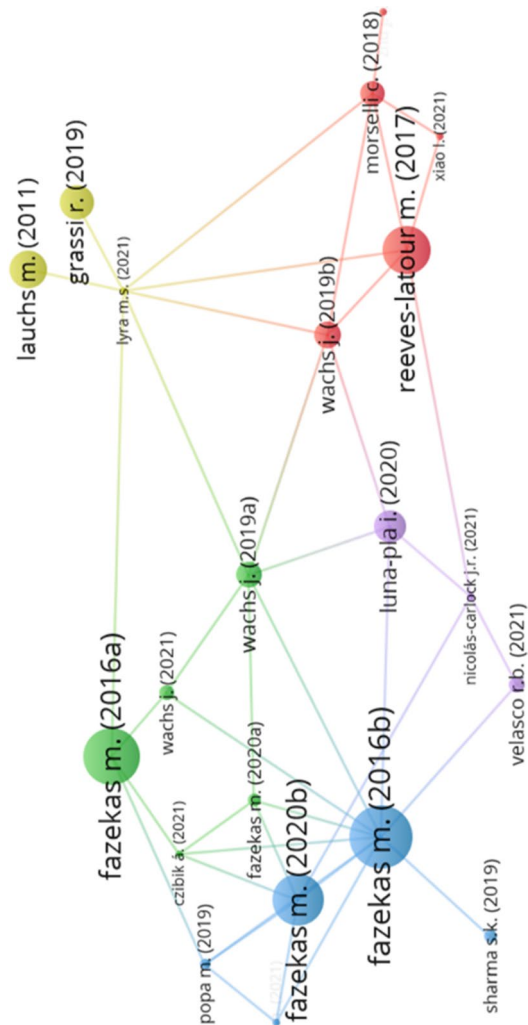 lauchs m. (2011)
grassi r. (2019)
lyra m.s. (2021)
morselli c. (2018)
xiao l. (2021)
reeves-latour m. (2017)
wachs j. (2019b)
wachs j. (2019a)
luna-pla i. (2020)
nicolás-carlock j.r. (2021)
velasco r.b. (2021)
fazekas m. (2016a)
wachs j. (2021)
fazekas m. (2020a)
czibik á. (2021)
fazekas m. (2020b)
fazekas m. (2016b)
popa m. (2019)
sharma s.k. (2019)